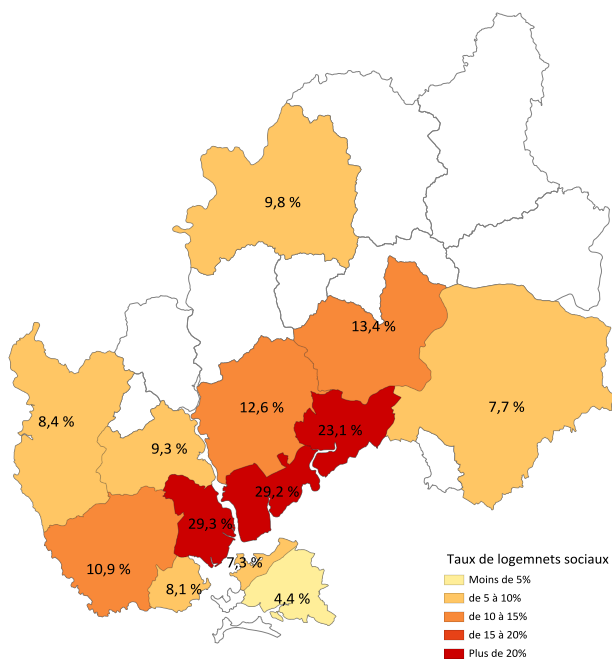 9,8 %
13,4 %
8,4 %
12,6 %
7,7 %
23,1 %
9,3 %
29,2 %
29,3 %
7,3 %
10,9 %
8,1 %
4,4 %
Taux de logemnets sociaux
Moins de 5%
de 5 à 10%
de 10 à 15%
de 15 à 20%
Plus de 20%